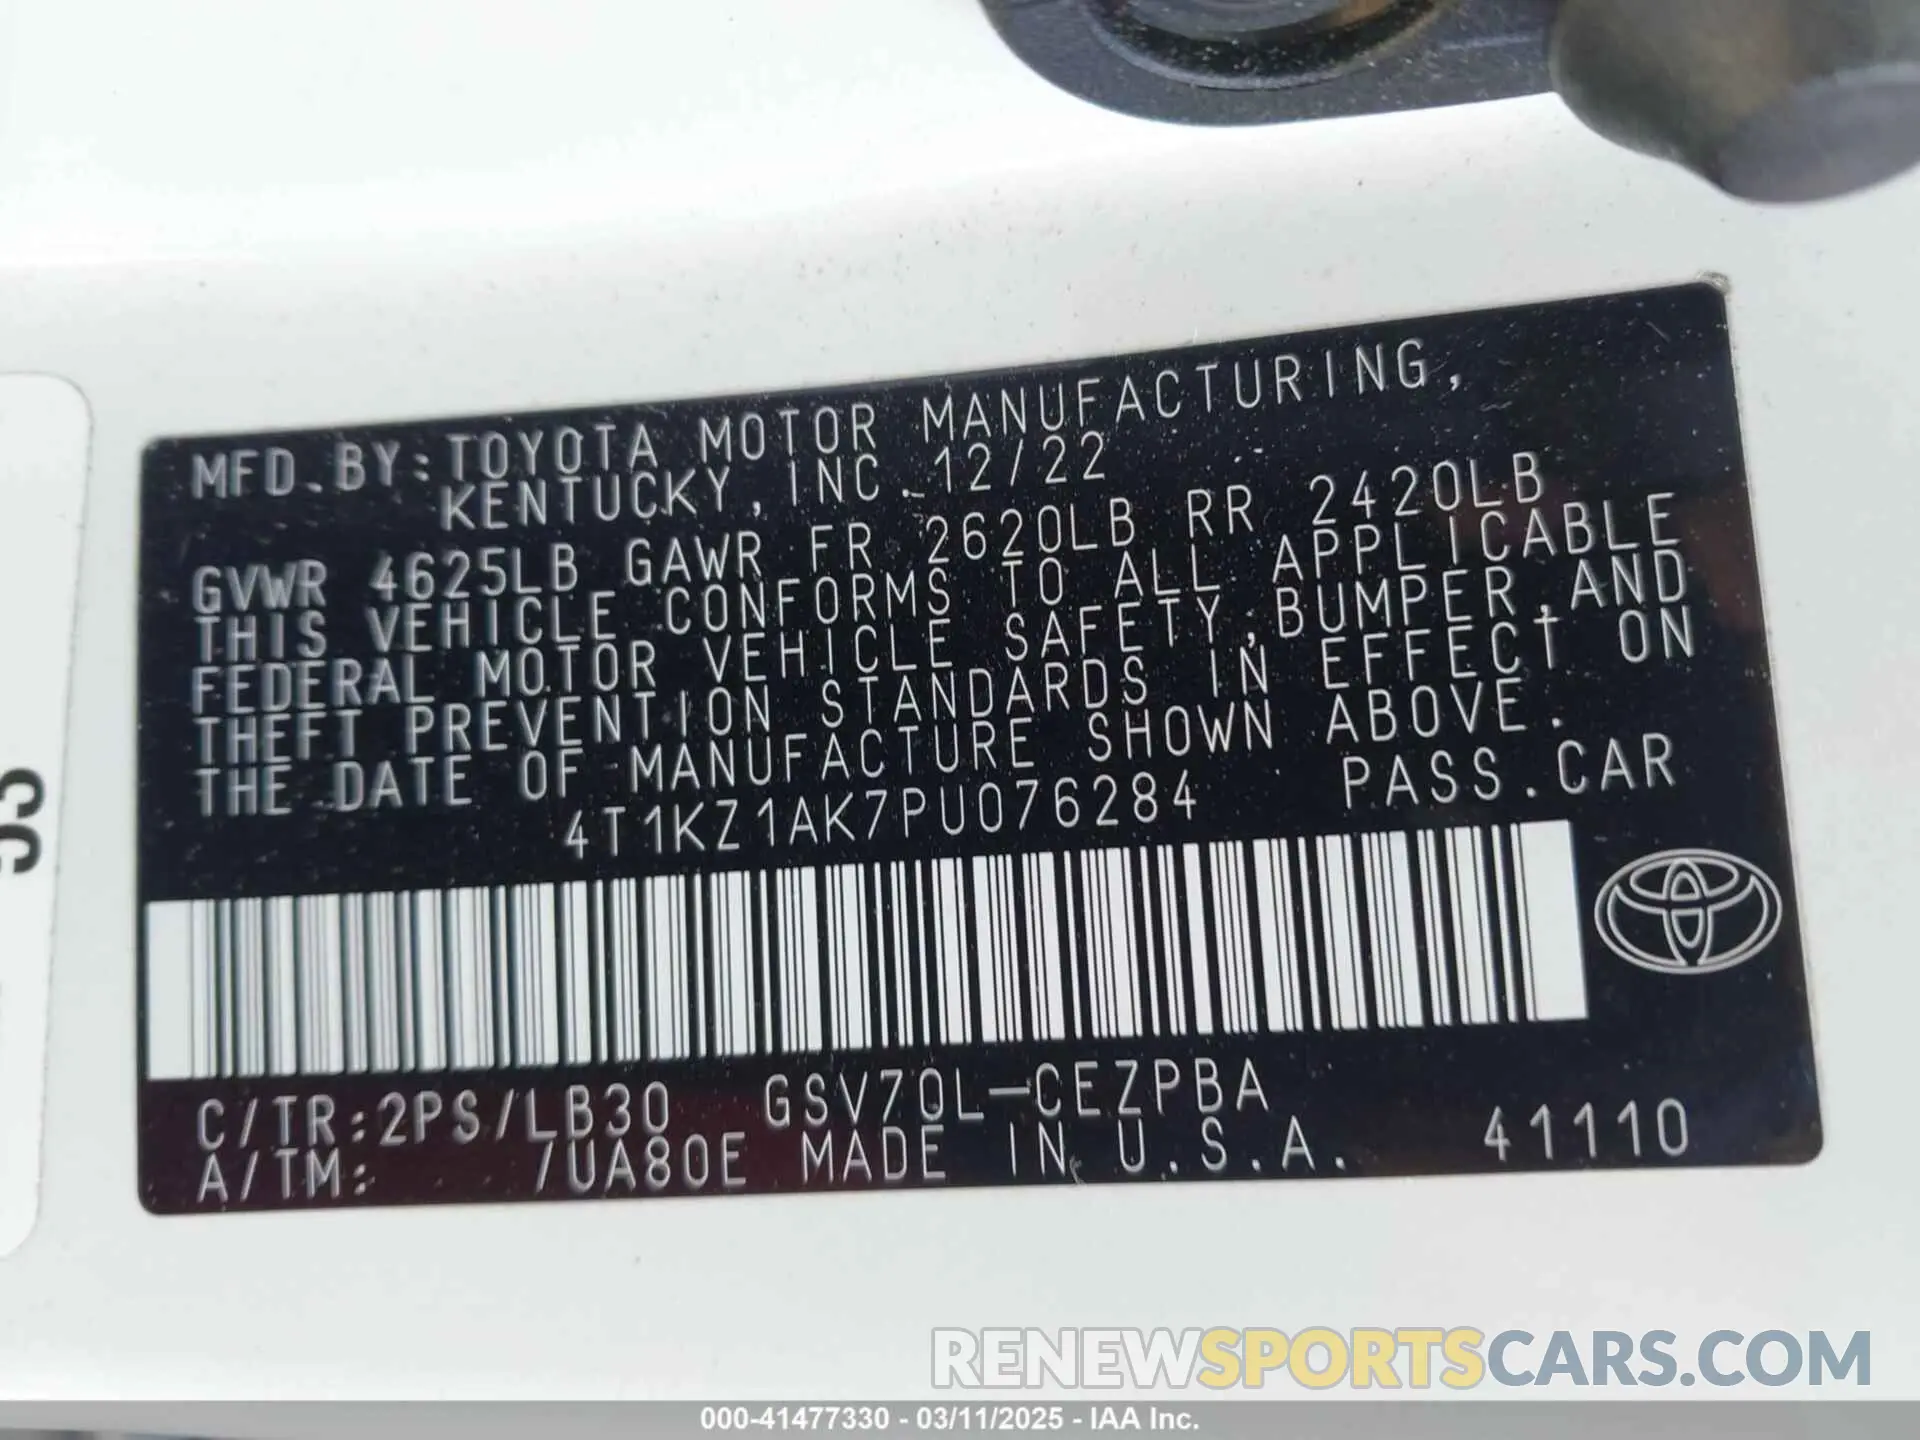 MFD.BY:TOYOTA MOTOR MANUFACTURING,
KENTUCKY,INC. 12/22
GVWR 4625LB GAWR FR 2620LB RR 2420LB
THIS VEHICLE CONFORMS TO ALL APPLICABLE
FEDERAL MOTOR VEHICLE SAFETY,BUMPER,AND
THEFT PREVENTION STANDARDS IN EFFECT ON
THE DATE OF MANUFACTURE SHOWN ABOVE.
4T1KZ1AK7PU076284 PASS.CAR
C/TR:2PS/LB30 GSV70L-CEZPBA
A/TM: /UA80E MADE IN U.S.A. 41110
RENEWSPORTSCARS.COM
000-41477330 - 03/11/2025 - IAA Inc.